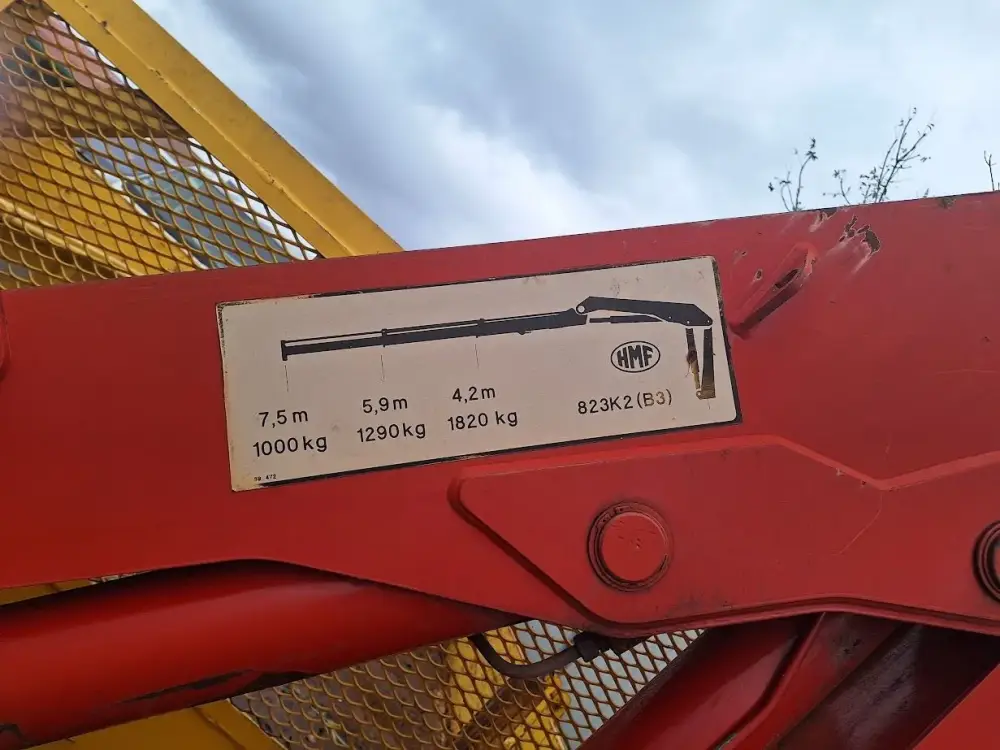 HMF
7,5 m
5,9 m
4,2 m
1000 kg
1290 kg
1820 kg
823K2 (B3)